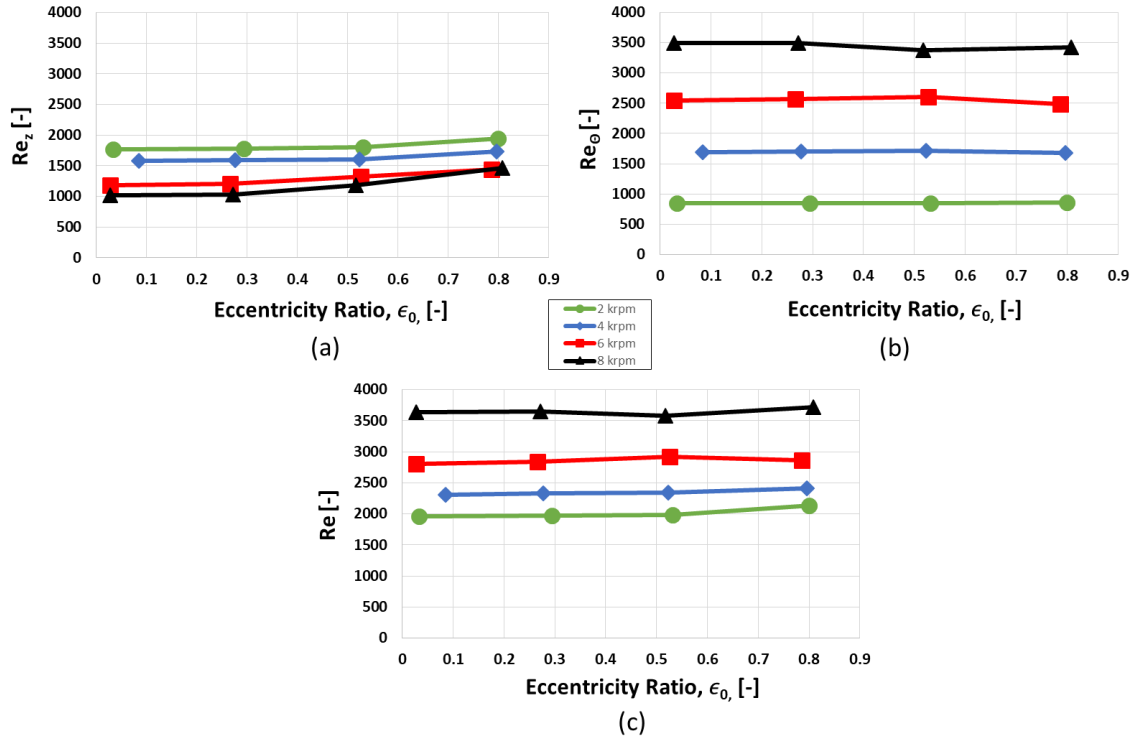 4000
3500
3000
2500
2000
1500
1000
500
0
Re_z [-]
0 0.1 0.2 0.3 0.4 0.5 0.6 0.7 0.8 0.9
Eccentricity Ratio, ϵ_0, [-]
(a)
4000
3500
3000
2500
2000
1500
1000
500
0
Re_Θ [-]
0 0.1 0.2 0.3 0.4 0.5 0.6 0.7 0.8 0.9
Eccentricity Ratio, ϵ_0, [-]
(b)
2 krpm
4 krpm
6 krpm
8 krpm
4000
3500
3000
2500
2000
1500
1000
500
0
Re [-]
0 0.1 0.2 0.3 0.4 0.5 0.6 0.7 0.8 0.9
Eccentricity Ratio, ϵ_0, [-]
(c)